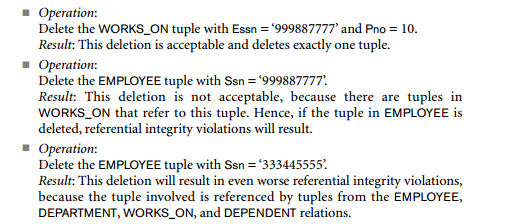 ■ Operation:
Delete the WORKS_ON tuple with Essn = ‘999887777’ and Pno = 10.
Result: This deletion is acceptable and deletes exactly one tuple.
■ Operation:
Delete the EMPLOYEE tuple with Ssn = ‘999887777’.
Result: This deletion is not acceptable, because there are tuples in
WORKS_ON that refer to this tuple. Hence, if the tuple in EMPLOYEE is
deleted, referential integrity violations will result.
■ Operation:
Delete the EMPLOYEE tuple with Ssn = ‘333445555’.
Result: This deletion will result in even worse referential integrity violations,
because the tuple involved is referenced by tuples from the EMPLOYEE,
DEPARTMENT, WORKS_ON, and DEPENDENT relations.